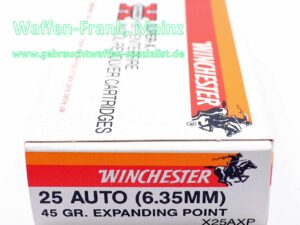 Waffen-Frank, Mainz
www.gebrauchtwaffen-spezialist.de
X
REVOLVER CARTRIDGES
WINCHESTER
WINCHESTER
25 AUTO (6.35MM)
45 GR. EXPANDING POINT
X25AXP